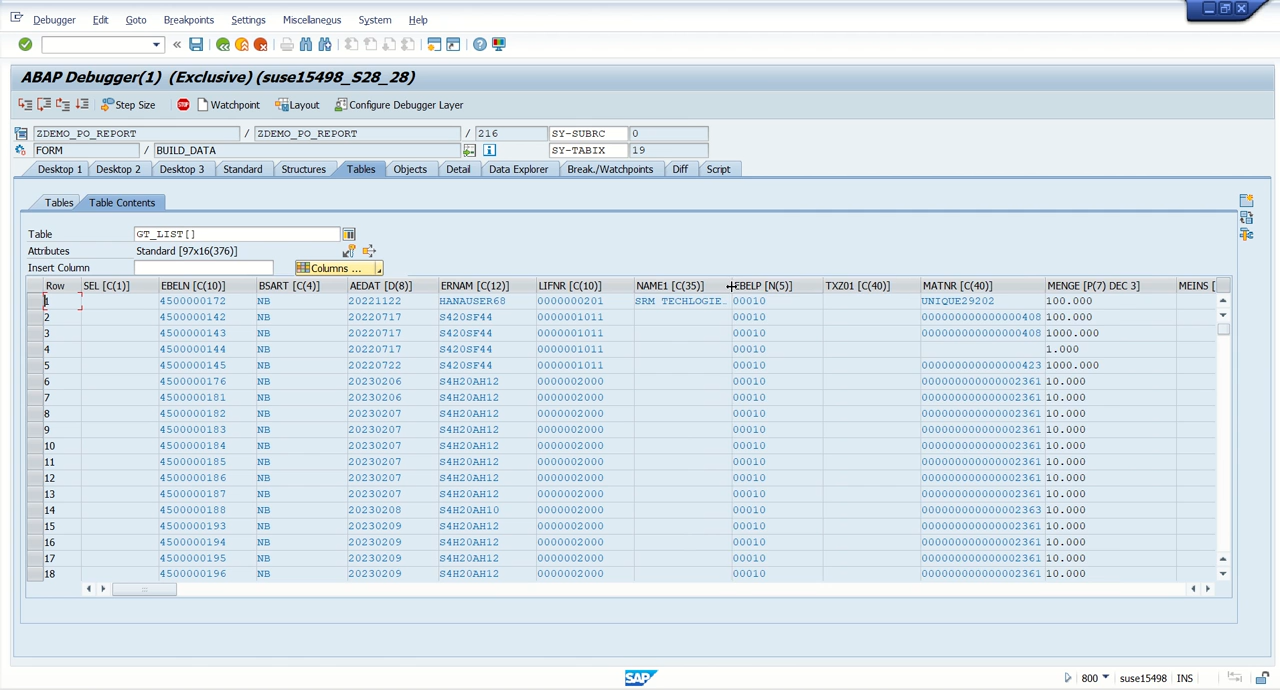 Debugger Edit Goto Breakpoints Settings Miscellaneous System Help
ABAP Debugger(1) (Exclusive) (suse15498_S28_28)
Step Size STOP Watchpoint Layout Configure Debugger Layer
ZDEMO_PO_REPORT / ZDEMO_PO_REPORT / 216 SY-SUBRC 0
FORM / BUILD_DATA SY-TABIX 19
Desktop 1 Desktop 2 Desktop 3 Standard Structures Tables Objects Detail Data Explorer Break./Watchpoints Diff Script
Tables Table Contents
Table GT_LIST[]
Attributes Standard [97x16(376)]
Insert Column Columns ...
Row SEL [C(1)] EBELN [C(10)] BSART [C(4)] AEDAT [D(8)] ERNAM [C(12)] LIFNR [C(10)] NAME1 [C(35)] EBELP [N(5)] TXZ01 [C(40)] MATNR [C(40)] MENGE [P(7) DEC 3] MEINS [
1 4500000172 NB 20221122 HANAUSER68 0000000201 SRM TECHLOGIE... 00010 UNIQUE29202 100.000
2 4500000142 NB 20220717 S420SF44 0000001011 00010 000000000000000408 100.000
3 4500000143 NB 20220717 S420SF44 0000001011 00010 000000000000000408 1000.000
4 4500000144 NB 20220717 S420SF44 0000001011 00010 1.000
5 4500000145 NB 20220722 S420SF44 0000001011 00010 000000000000000423 1000.000
6 4500000176 NB 20230206 S4H20AH12 0000002000 00010 000000000000002361 10.000
7 4500000181 NB 20230206 S4H20AH12 0000002000 00010 000000000000002361 10.000
8 4500000182 NB 20230207 S4H20AH12 0000002000 00010 000000000000002361 10.000
9 4500000183 NB 20230207 S4H20AH12 0000002000 00010 000000000000002361 10.000
10 4500000184 NB 20230207 S4H20AH12 0000002000 00010 000000000000002361 10.000
11 4500000185 NB 20230207 S4H20AH12 0000002000 00010 000000000000002361 10.000
12 4500000186 NB 20230207 S4H20AH12 0000002000 00010 000000000000002361 10.000
13 4500000187 NB 20230207 S4H20AH12 0000002000 00010 000000000000002361 10.000
14 4500000188 NB 20230208 S4H20AH10 0000002000 00010 000000000000002363 10.000
15 4500000193 NB 20230209 S4H20AH12 0000002000 00010 000000000000002361 10.000
16 4500000194 NB 20230209 S4H20AH12 0000002000 00010 000000000000002361 10.000
17 4500000195 NB 20230209 S4H20AH12 0000002000 00010 000000000000002361 10.000
18 4500000196 NB 20230209 S4H20AH12 0000002000 00010 000000000000002361 10.000
SAP 800 suse15498 INS